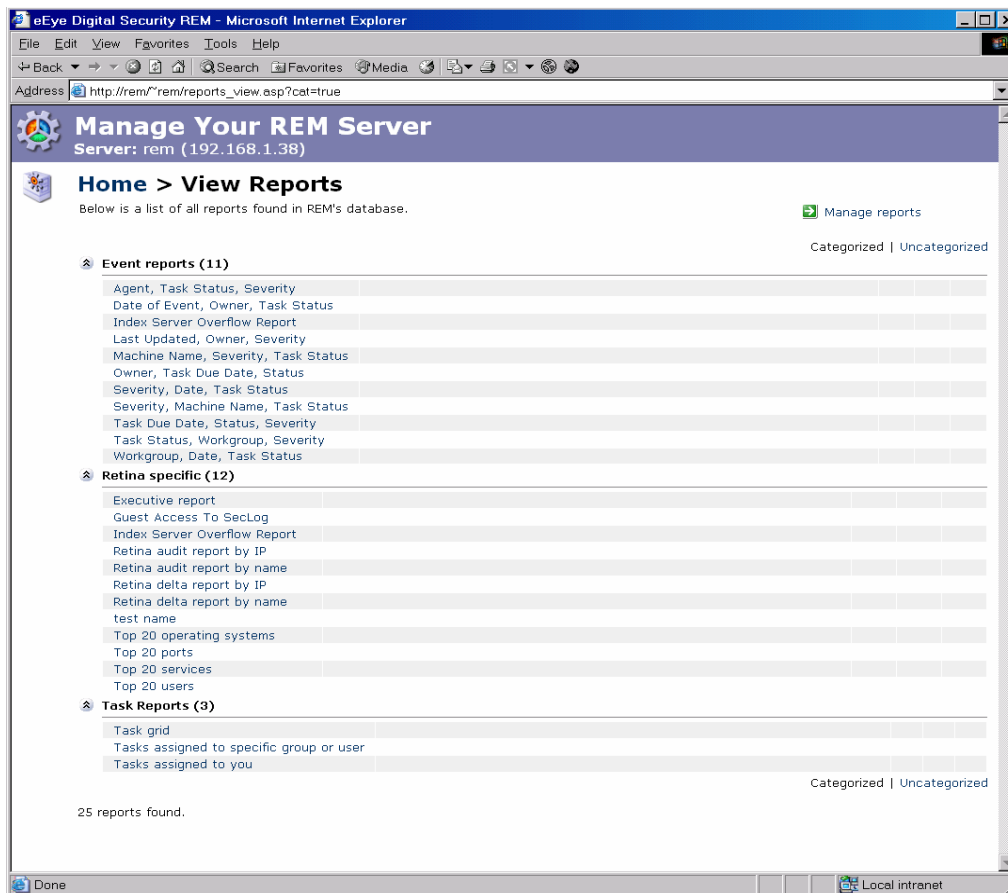 eEye Digital Security REM - Microsoft Internet Explorer
File Edit View Favorites Tools Help
Back Search Favorites Media
Address http://rem/~rem/reports_view.asp?cat=true
Manage Your REM Server
Server: rem (192.168.1.38)
Home > View Reports
Below is a list of all reports found in REM's database.
Manage reports
Categorized | Uncategorized
Event reports (11)
Agent, Task Status, Severity
Date of Event, Owner, Task Status
Index Server Overflow Report
Last Updated, Owner, Severity
Machine Name, Severity, Task Status
Owner, Task Due Date, Status
Severity, Date, Task Status
Severity, Machine Name, Task Status
Task Due Date, Status, Severity
Task Status, Workgroup, Severity
Workgroup, Date, Task Status
Retina specific (12)
Executive report
Guest Access To SecLog
Index Server Overflow Report
Retina audit report by IP
Retina audit report by name
Retina delta report by IP
Retina delta report by name
test name
Top 20 operating systems
Top 20 ports
Top 20 services
Top 20 users
Task Reports (3)
Task grid
Tasks assigned to specific group or user
Tasks assigned to you
Categorized | Uncategorized
25 reports found.
Done Local intranet